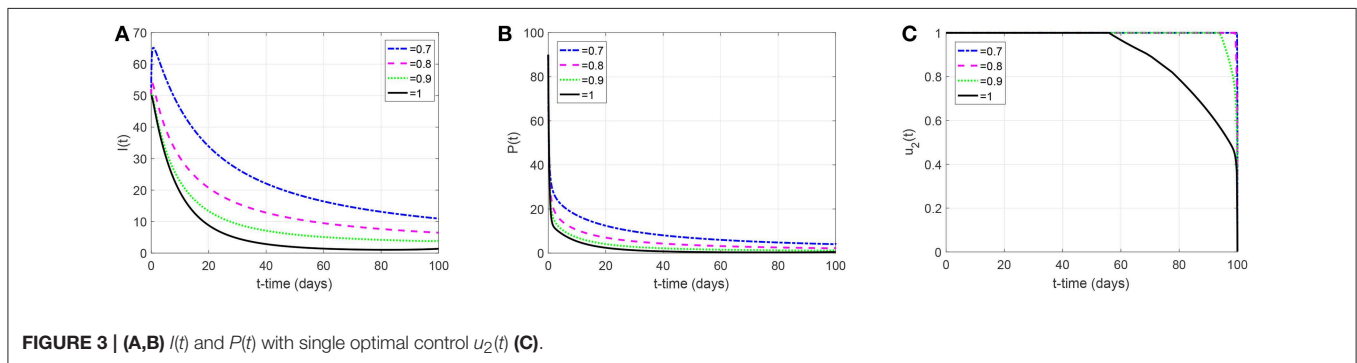 A
70
60
50
40
30
20
10
0
I(t)
0 20 40 60 80 100
t-time (days)
=0.7
=0.8
=0.9
=1
B
100
80
60
40
20
0
P(t)
0 20 40 60 80 100
t-time (days)
=0.7
=0.8
=0.9
=1
C
1
0.8
0.6
0.4
0.2
0
u2(t)
0 20 40 60 80 100
t-time (days)
=0.7
=0.8
=0.9
=1
FIGURE 3 | (A,B) I(t) and P(t) with single optimal control u2(t) (C).